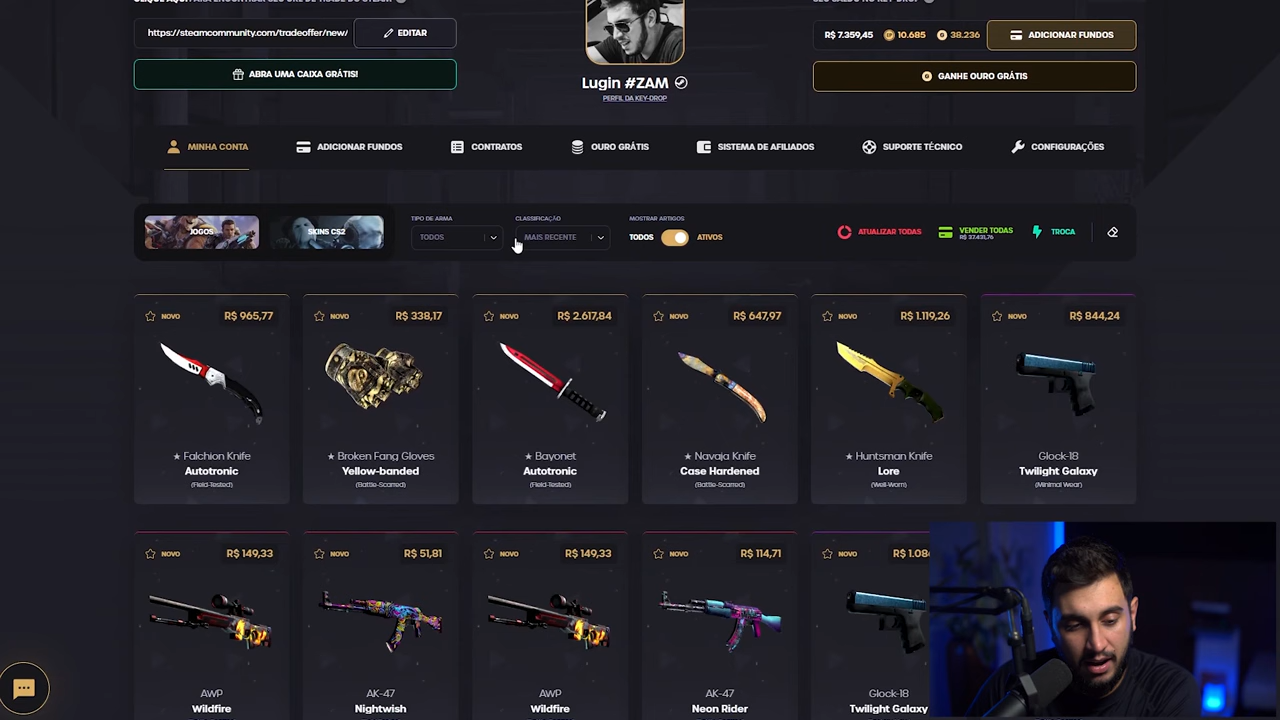 https://steamcommunity.com/tradeoffer/new/
EDITAR
R$ 7.359,45
10.685
38.236
ADICIONAR FUNDOS
ABRA UMA CAIXA GRÁTIS!
GANHE OURO GRÁTIS
Lugin #ZAM
PERFIL DA KEY-DROP
MINHA CONTA
ADICIONAR FUNDOS
CONTRATOS
OURO GRÁTIS
SISTEMA DE AFILIADOS
SUPORTE TÉCNICO
CONFIGURAÇÕES
JOGOS
SKINS CS2
TIPO DE ARMA
TODOS
CLASSIFICAÇÃO
MAIS RECENTE
MOSTRAR ARTIGOS
TODOS
ATIVOS
ATUALIZAR TODAS
VENDER TODAS
R$ 37.431,76
TROCA
NOVO
R$ 965,77
★ Falchion Knife
Autotronic
(Field-Tested)
NOVO
R$ 338,17
★ Broken Fang Gloves
Yellow-banded
(Battle-Scarred)
NOVO
R$ 2.617,84
★ Bayonet
Autotronic
(Field-Tested)
NOVO
R$ 647,97
★ Navaja Knife
Case Hardened
(Battle-Scarred)
NOVO
R$ 1.119,26
★ Huntsman Knife
Lore
(Well-Worn)
NOVO
R$ 844,24
Glock-18
Twilight Galaxy
(Minimal Wear)
NOVO
R$ 149,33
AWP
Wildfire
NOVO
R$ 51,81
AK-47
Nightwish
NOVO
R$ 149,33
AWP
Wildfire
NOVO
R$ 114,71
AK-47
Neon Rider
NOVO
R$ 1.08
Glock-18
Twilight Galaxy